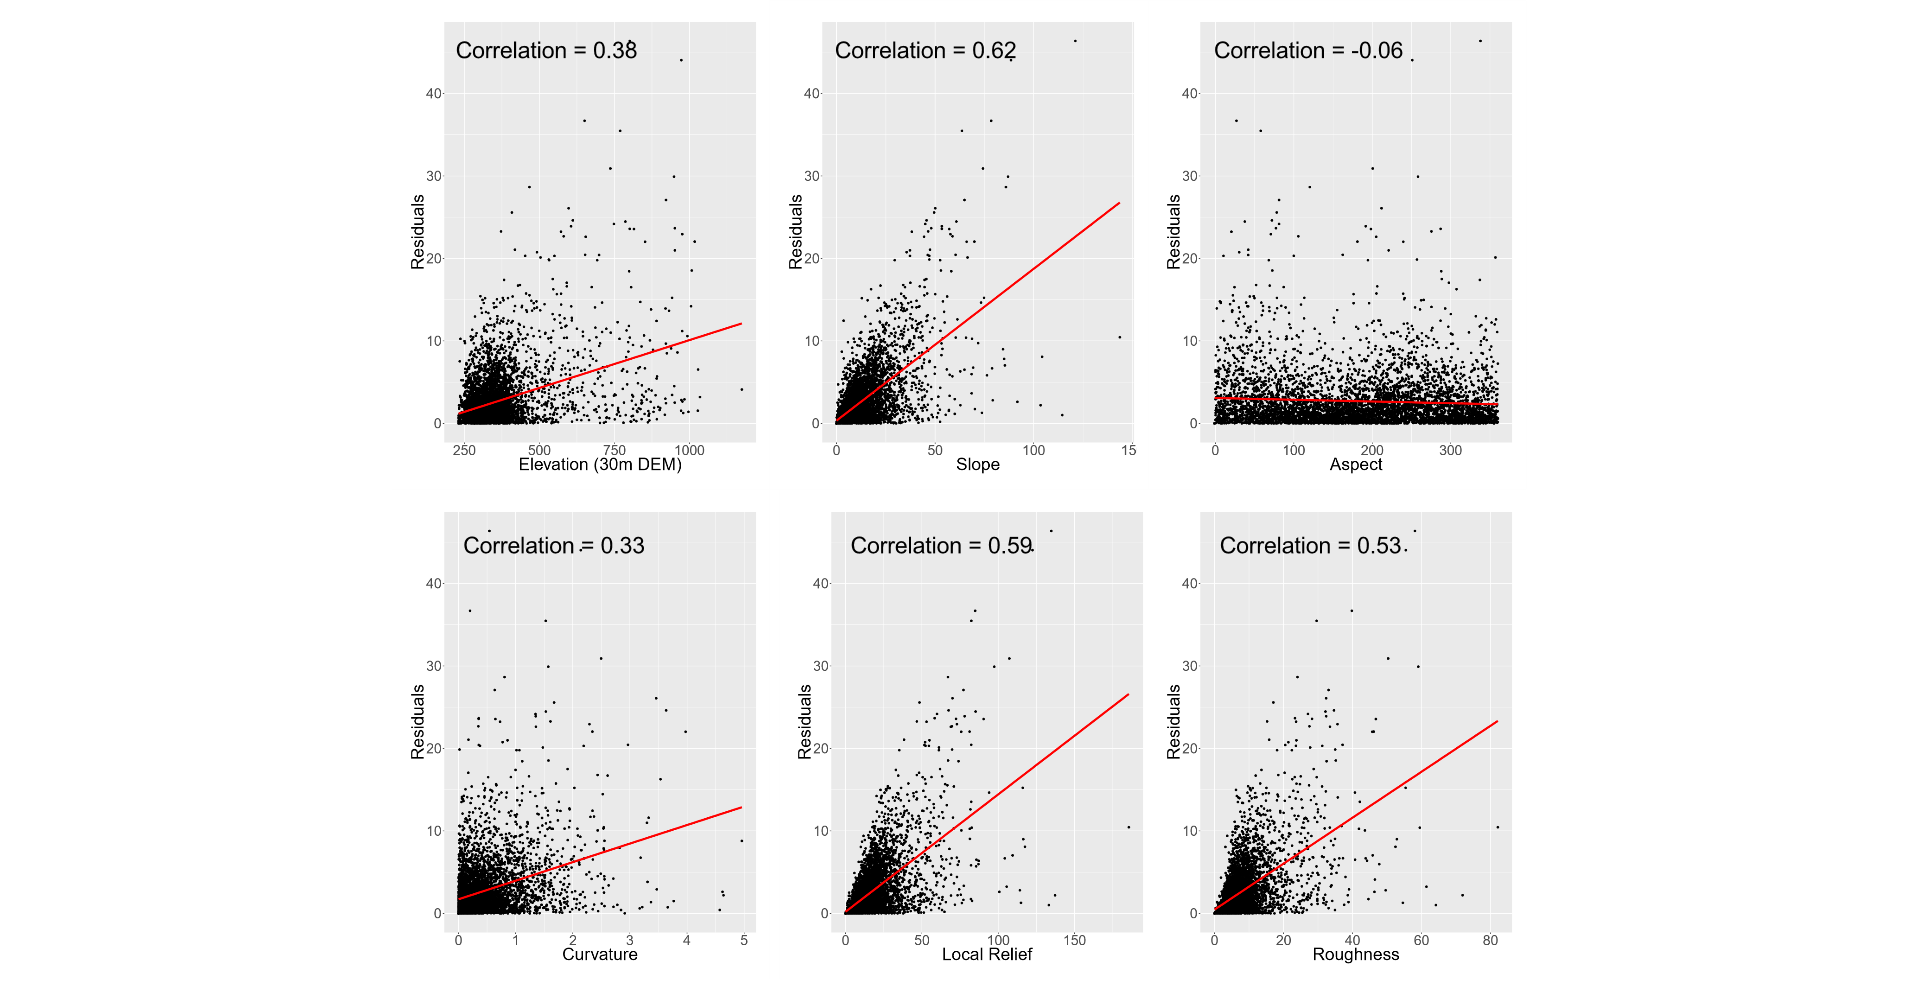 Correlation = 0.38
Correlation = 0.62
Correlation = -0.06
40
30
20
10
0
Residuals
250 500 750 1000
Elevation (30m DEM)
40
30
20
10
0
Residuals
0 50 100 15
Slope
40
30
20
10
0
Residuals
0 100 200 300
Aspect
Correlation = 0.33
Correlation = 0.59
Correlation = 0.53
40
30
20
10
0
Residuals
0 1 2 3 4 5
Curvature
40
30
20
10
0
Residuals
0 50 100 150
Local Relief
40
30
20
10
0
Residuals
0 20 40 60 80
Roughness